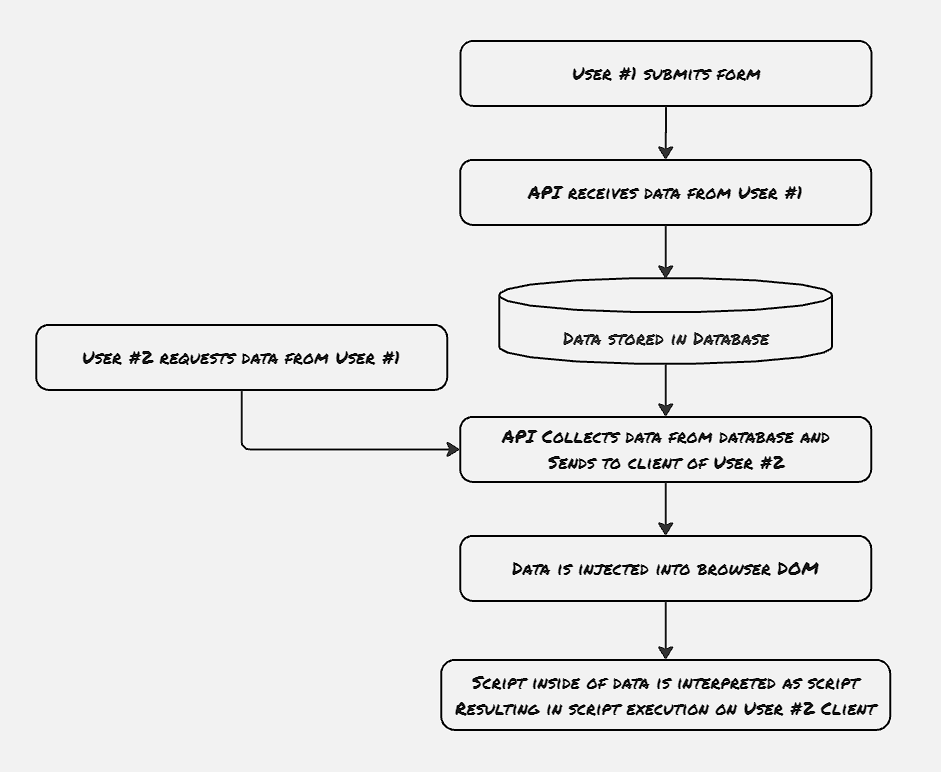 User #1 submits form
API receives data from User #1
Data stored in Database
User #2 requests data from User #1
API Collects data from database and
Sends to client of User #2
Data is injected into browser DOM
Script inside of data is interpreted as script
Resulting in script execution on User #2 Client